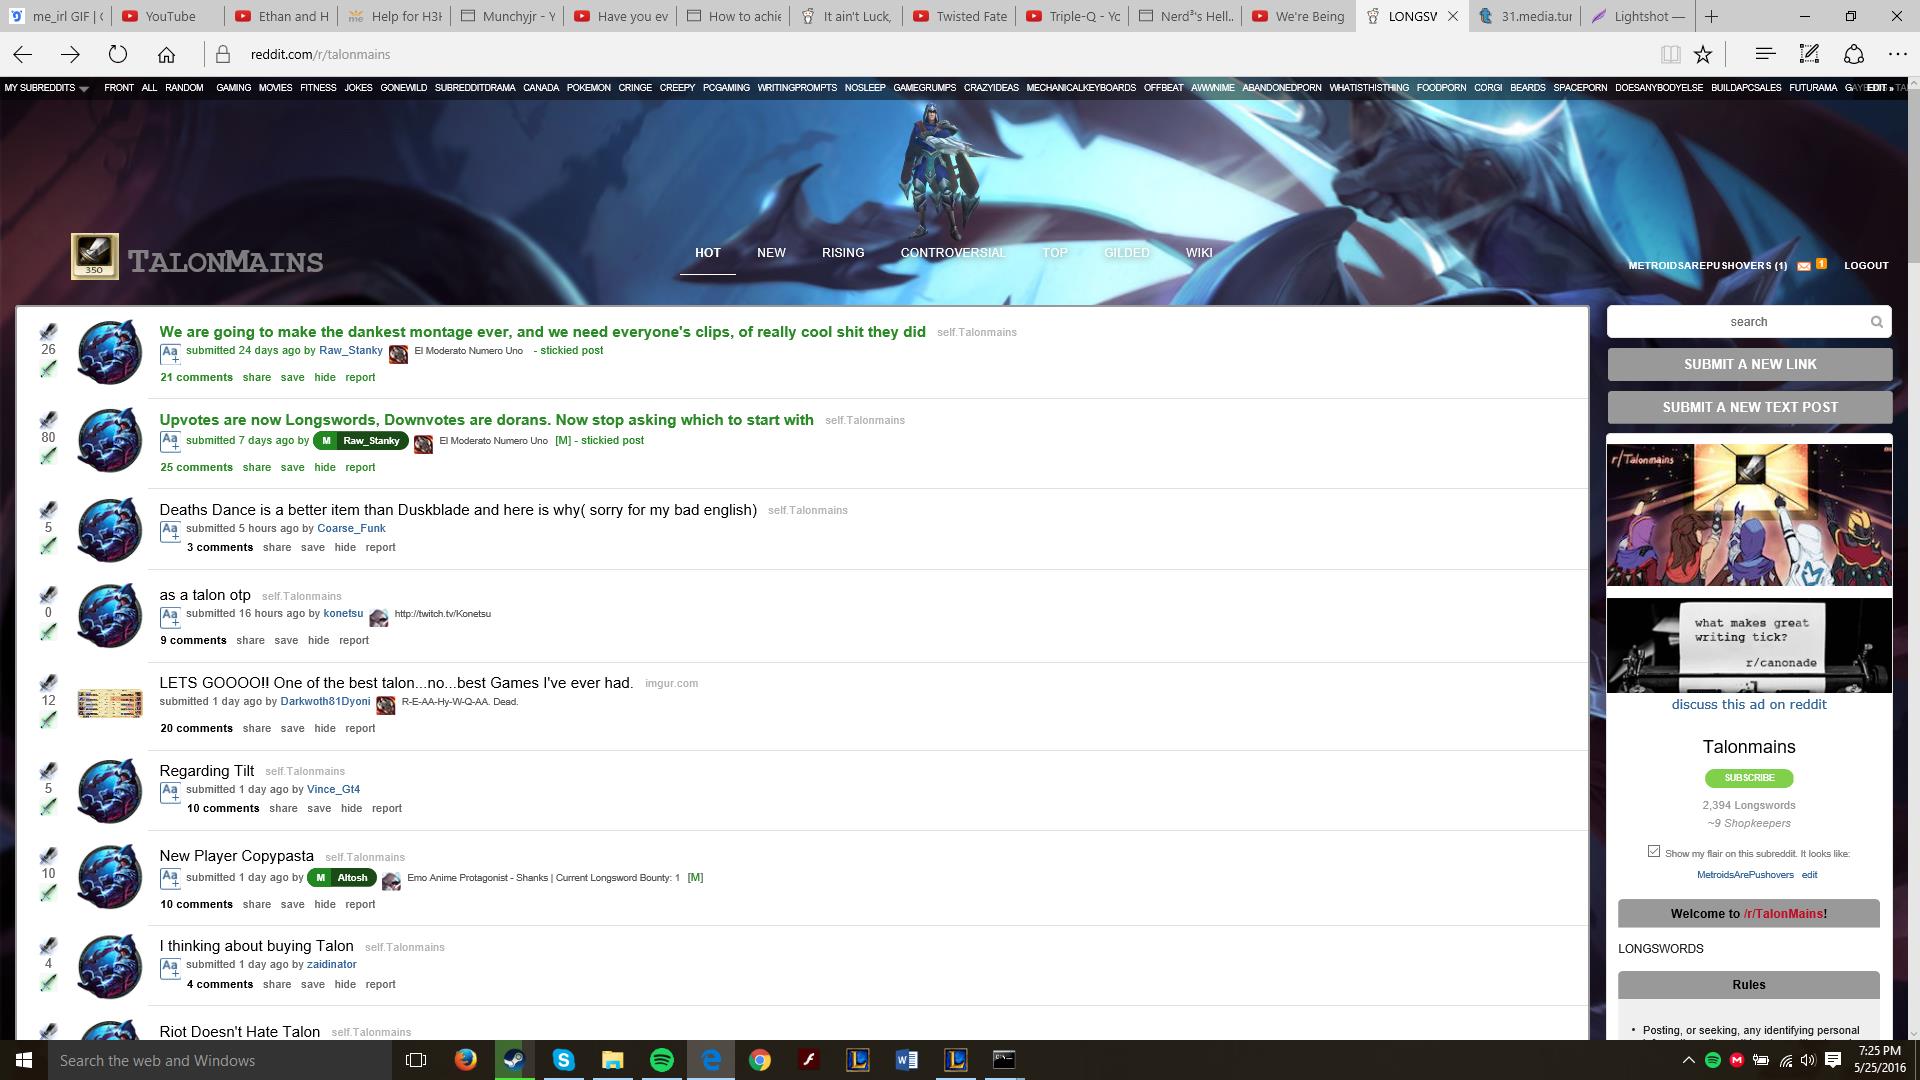 me_irl GIF | YouTube Ethan and H Help for H3H Munchyjr - Y Have you ev How to achie It ain't Luck, Twisted Fate Triple-Q - Yc Nerd³'s Hell.. We're Being LONGSW 31.media.tur Lightshot —
reddit.com/r/talonmains
MY SUBREDDITS FRONT ALL RANDOM GAMING MOVIES FITNESS JOKES GONEWILD SUBREDDITDRAMA CANADA POKEMON CRINGE CREEPY PCGAMING WRITINGPROMPTS NOSLEEP GAMEGRUMPS CRAZYIDEAS MECHANICALKEYBOARDS OFFBEAT AWWNIME ABANDONEDPORN WHATISTHISTHING FOODPORN CORGI BEARDS SPACEPORN DOESANYBODYELSE BUILDAPCSALES FUTURAMA EDIT »
350
TALONMAINS
HOT NEW RISING CONTROVERSIAL TOP GILDED WIKI
METROIDSAREPUSHOVERS (1) 1 LOGOUT
We are going to make the dankest montage ever, and we need everyone's clips, of really cool shit they did self.Talonmains
26
Aa+ submitted 24 days ago by Raw_Stanky El Moderato Numero Uno - stickied post
21 comments share save hide report
Upvotes are now Longswords, Downvotes are dorans. Now stop asking which to start with self.Talonmains
80
Aa+ submitted 7 days ago by M Raw_Stanky El Moderato Numero Uno [M] - stickied post
25 comments share save hide report
Deaths Dance is a better item than Duskblade and here is why( sorry for my bad english) self.Talonmains
5
Aa+ submitted 5 hours ago by Coarse_Funk
3 comments share save hide report
as a talon otp self.Talonmains
0
Aa+ submitted 16 hours ago by konetsu http://twitch.tv/Konetsu
9 comments share save hide report
LETS GOOOO!! One of the best talon...no...best Games I've ever had. imgur.com
12
submitted 1 day ago by Darkwoth81Dyoni R-E-AA-Hy-W-Q-AA. Dead.
20 comments share save hide report
Regarding Tilt self.Talonmains
5
Aa+ submitted 1 day ago by Vince_Gt4
10 comments share save hide report
New Player Copypasta self.Talonmains
10
Aa+ submitted 1 day ago by M Altosh Emo Anime Protagonist - Shanks | Current Longsword Bounty: 1 [M]
10 comments share save hide report
I thinking about buying Talon self.Talonmains
4
Aa+ submitted 1 day ago by zaidinator
4 comments share save hide report
Riot Doesn't Hate Talon self.Talonmains
search
SUBMIT A NEW LINK
SUBMIT A NEW TEXT POST
r/Talonmains
what makes great
writing tick?
r/canonade
discuss this ad on reddit
Talonmains
SUBSCRIBE
2,394 Longswords
~9 Shopkeepers
Show my flair on this subreddit. It looks like:
MetroidsArePushovers edit
Welcome to /r/TalonMains!
LONGSWORDS
Rules
• Posting, or seeking, any identifying personal
Search the web and Windows
7:25 PM
5/25/2016